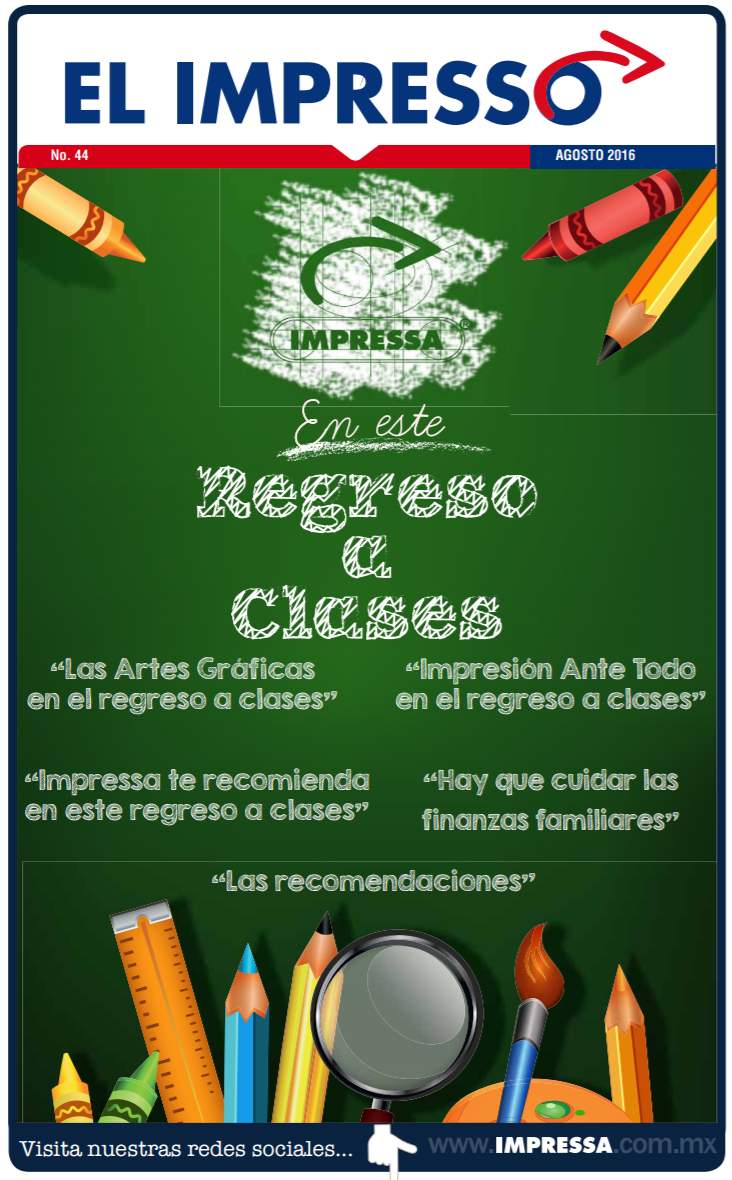 EL IMPRESSO
No. 44
AGOSTO 2016
IMPRESSA®
En este
Regreso
a
Clases
“Las Artes Gráficas
en el regreso a clases”
“Impresión Ante Todo
en el regreso a clases”
“Impressa te recomienda
en este regreso a clases”
“Hay que cuidar las
finanzas familiares”
“Las recomendaciones”
Visita nuestras redes sociales...
www.IMPRESSA.com.mx